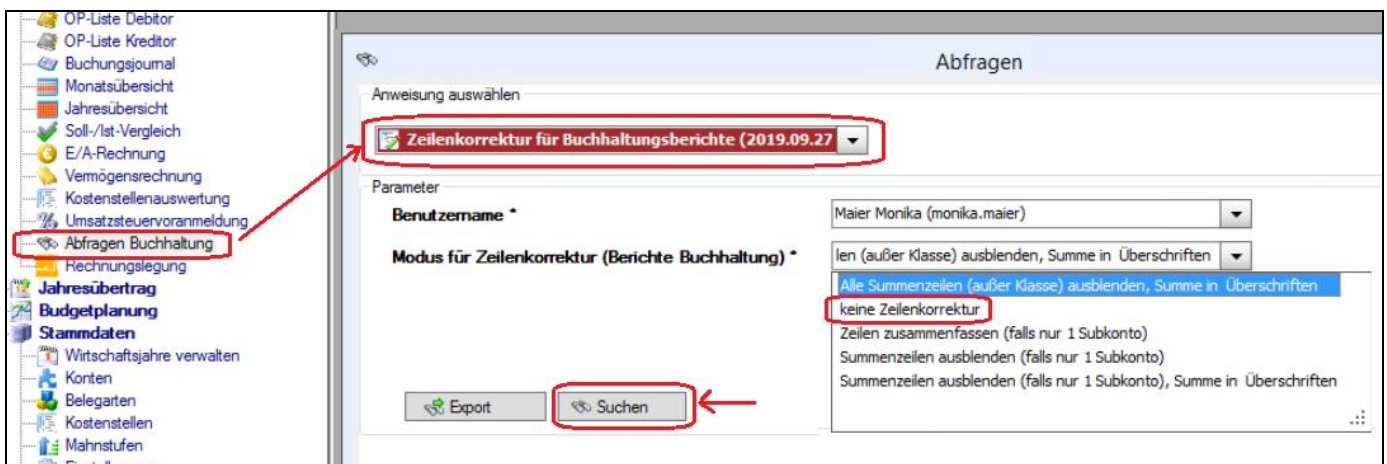 OP-Liste Debitor
OP-Liste Kreditor
Buchungsjournal
Monatsübersicht
Jahresübersicht
Soll-/Ist-Vergleich
E/A-Rechnung
Vermögensrechnung
Kostenstellenauswertung
Umsatzsteuervoranmeldung
Abfragen Buchhaltung
Rechnungslegung
Jahresübertrag
Budgetplanung
Stammdaten
Wirtschaftsjahre verwalten
Konten
Belegarten
Kostenstellen
Mahnstufen
Abfragen
Anweisung auswählen
Zeilenkorrektur für Buchhaltungsberichte (2019.09.27
Parameter
Benutzername *
Maier Monika (monika.maier)
Modus für Zeilenkorrektur (Berichte Buchhaltung) *
len (außer Klasse) ausblenden, Summe in Überschriften
Alle Summenzeilen (außer Klasse) ausblenden, Summe in Überschriften
keine Zeilenkorrektur
Zeilen zusammenfassen (falls nur 1 Subkonto)
Summenzeilen ausblenden (falls nur 1 Subkonto)
Summenzeilen ausblenden (falls nur 1 Subkonto), Summe in Überschriften
Export
Suchen